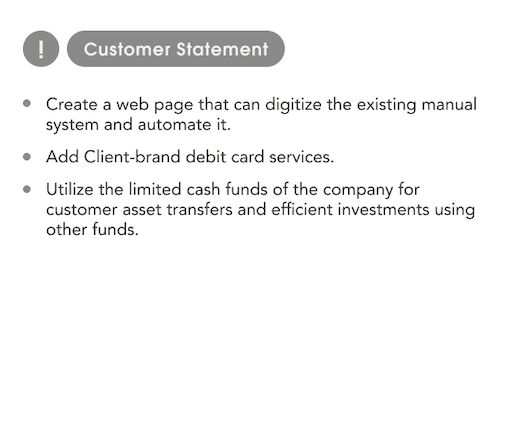 ! Customer Statement
• Create a web page that can digitize the existing manual
system and automate it.
• Add Client-brand debit card services.
• Utilize the limited cash funds of the company for
customer asset transfers and efficient investments using
other funds.